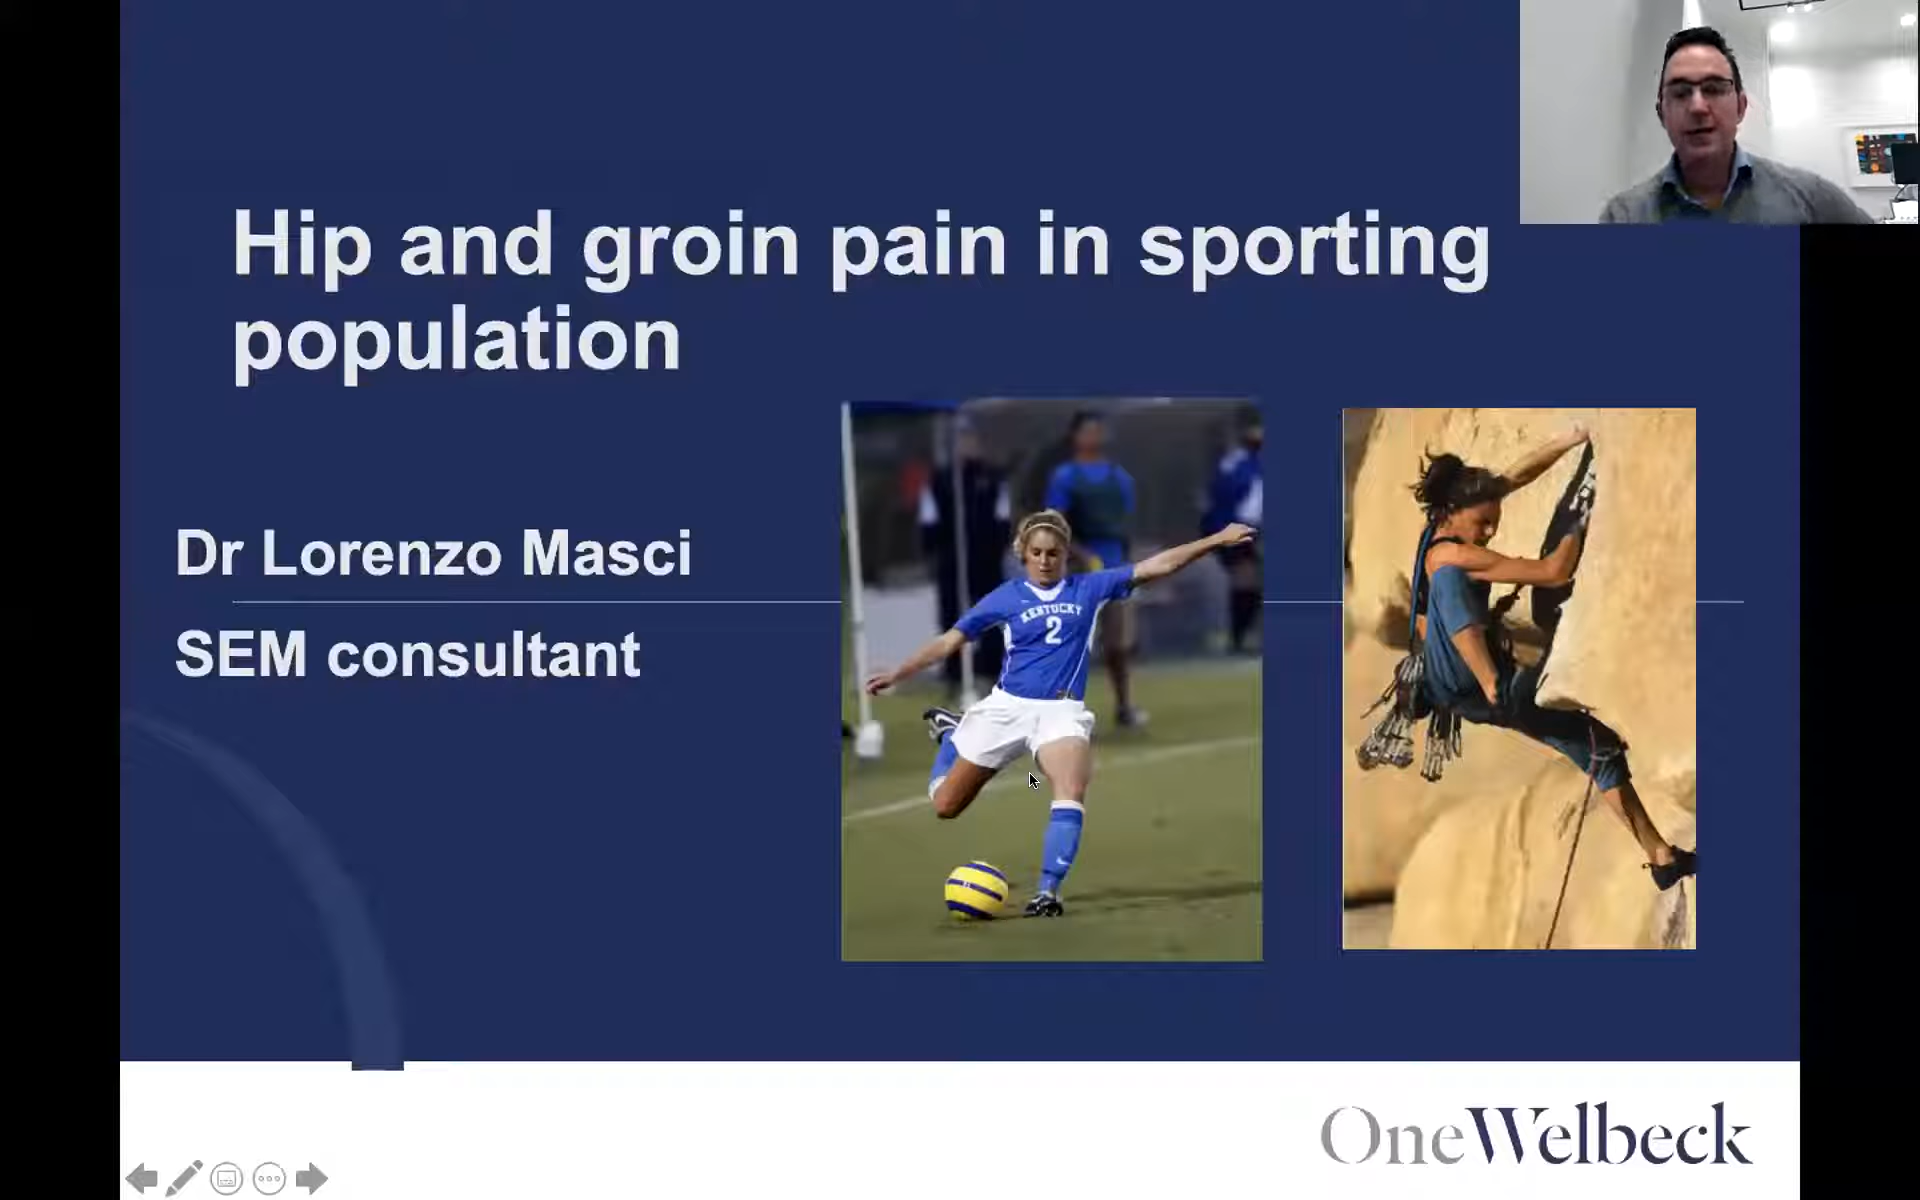 Hip and groin pain in sporting
population
Dr Lorenzo Masci
SEM consultant
KENTUCKY
2
OneWelbeck